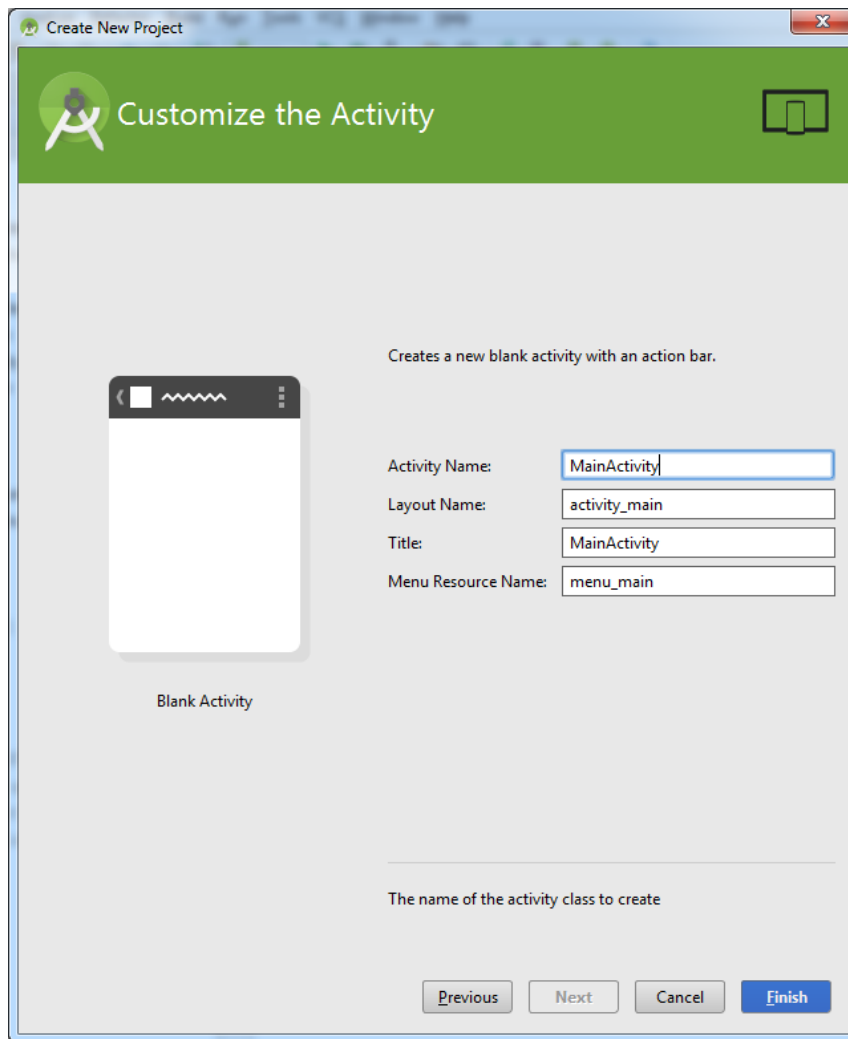 Create New Project
Customize the Activity
Creates a new blank activity with an action bar.
Activity Name: MainActivity
Layout Name: activity_main
Title: MainActivity
Menu Resource Name: menu_main
Blank Activity
The name of the activity class to create
Previous Next Cancel Finish